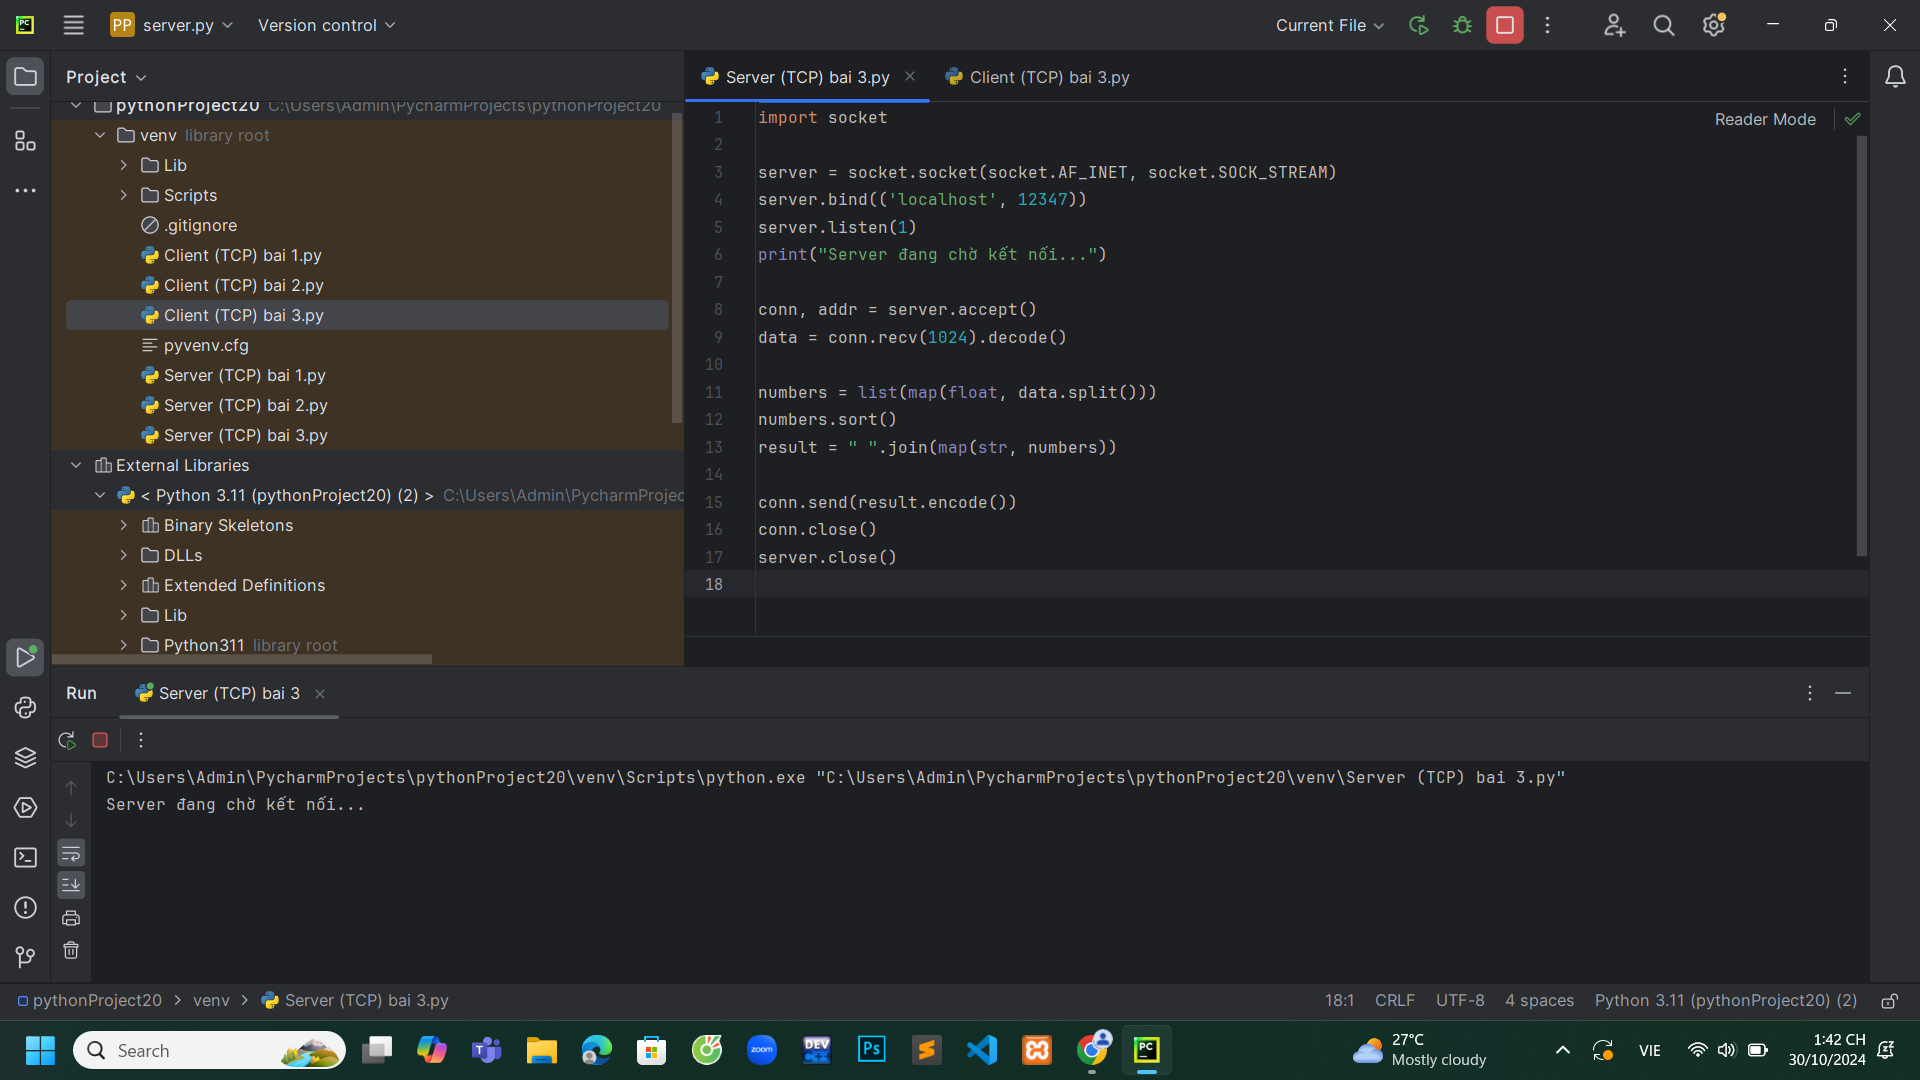 PP server.py Version control Current File
Project
Server (TCP) bai 3.py Client (TCP) bai 3.py
pythonProject20 C:\Users\Admin\PycharmProjects\pythonProject20
venv library root
Lib
Scripts
.gitignore
Client (TCP) bai 1.py
Client (TCP) bai 2.py
Client (TCP) bai 3.py
pyvenv.cfg
Server (TCP) bai 1.py
Server (TCP) bai 2.py
Server (TCP) bai 3.py
External Libraries
< Python 3.11 (pythonProject20) (2) > C:\Users\Admin\PycharmProjec
Binary Skeletons
DLLs
Extended Definitions
Lib
Python311 library root
Reader Mode
1 import socket
2
3 server = socket.socket(socket.AF_INET, socket.SOCK_STREAM)
4 server.bind(('localhost', 12347))
5 server.listen(1)
6 print("Server đang chờ kết nối...")
7
8 conn, addr = server.accept()
9 data = conn.recv(1024).decode()
10
11 numbers = list(map(float, data.split()))
12 numbers.sort()
13 result = " ".join(map(str, numbers))
14
15 conn.send(result.encode())
16 conn.close()
17 server.close()
18
Run Server (TCP) bai 3
C:\Users\Admin\PycharmProjects\pythonProject20\venv\Scripts\python.exe "C:\Users\Admin\PycharmProjects\pythonProject20\venv\Server (TCP) bai 3.py"
Server đang chờ kết nối...
pythonProject20 > venv > Server (TCP) bai 3.py
18:1 CRLF UTF-8 4 spaces Python 3.11 (pythonProject20) (2)
Search
zoom
DEV
C++
Ps
PC
27°C
Mostly cloudy
VIE
1:42 CH
30/10/2024